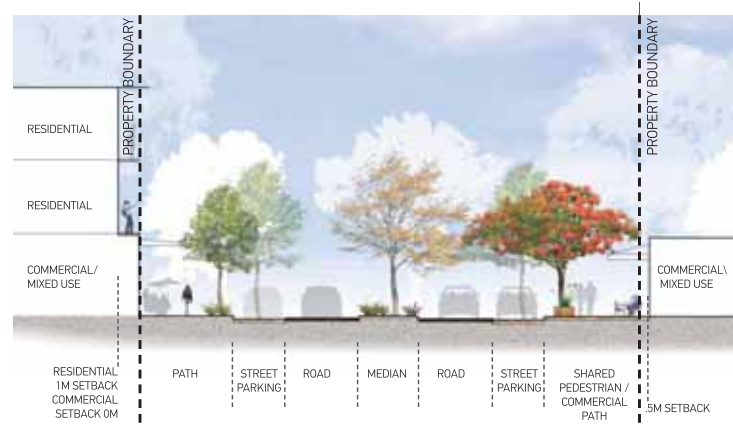 PROPERTY BOUNDARY
PROPERTY BOUNDARY
RESIDENTIAL
RESIDENTIAL
COMMERCIAL/
MIXED USE
COMMERCIAL\
MIXED USE
RESIDENTIAL
1M SETBACK
COMMERCIAL
SETBACK 0M
PATH
STREET
PARKING
ROAD
MEDIAN
ROAD
STREET
PARKING
SHARED
PEDESTRIAN /
COMMERCIAL
PATH
.5M SETBACK